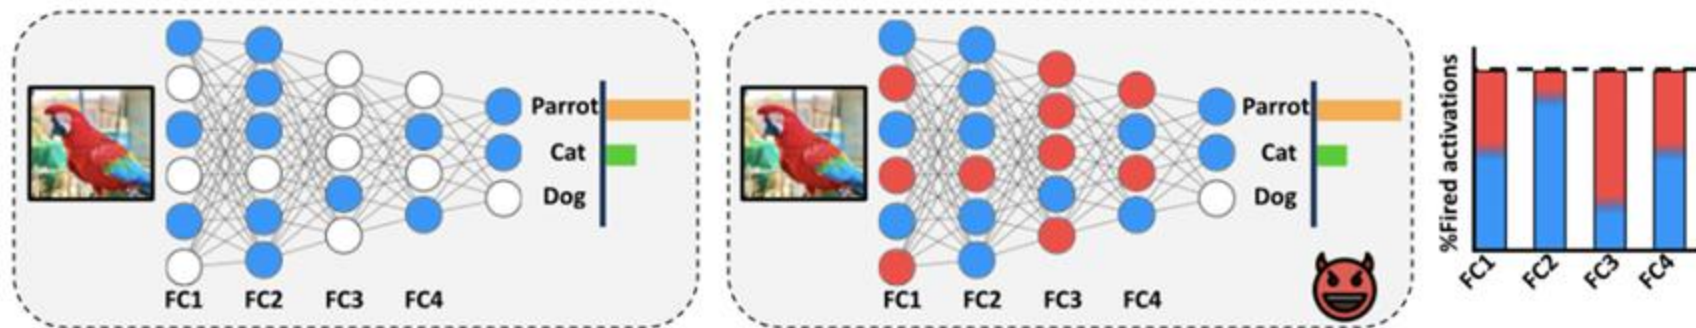 Parrot
Cat
Dog
FC1 FC2 FC3 FC4
Parrot
Cat
Dog
FC1 FC2 FC3 FC4
%Fired activations
FC1 FC2 FC3 FC4